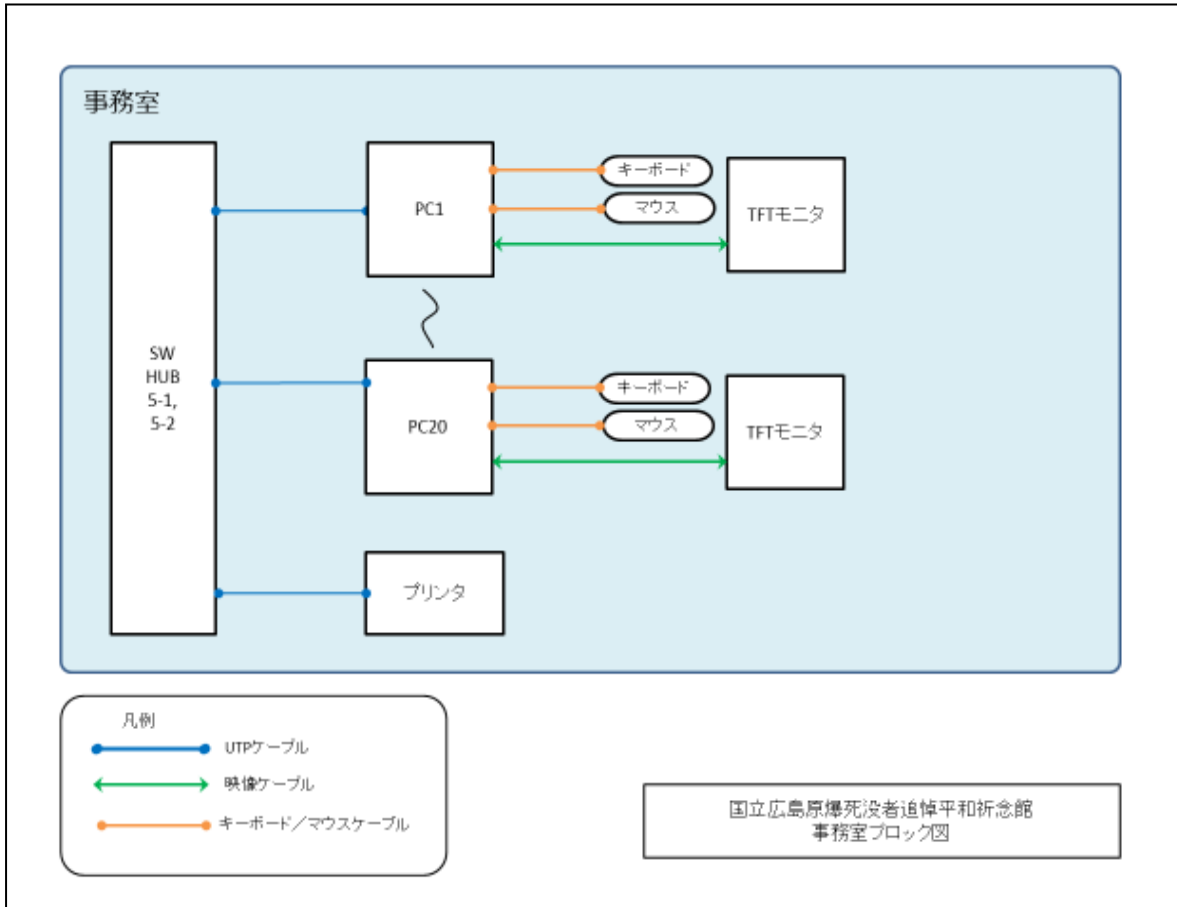 事務室
SW
HUB
5-1,
5-2
PC1
キーボード
マウス
TFTモニタ
PC20
キーボード
マウス
TFTモニタ
プリンタ
凡例
UTPケーブル
映像ケーブル
キーボード／マウスケーブル
国立広島原爆死没者追悼平和祈念館
事務室ブロック図